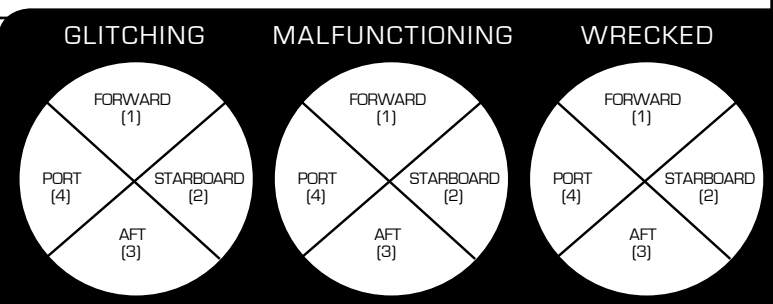 GLITCHING MALFUNCTIONING WRECKED
FORWARD FORWARD FORWARD
(1) (1) (1)
PORT STARBOARD PORT STARBOARD PORT STARBOARD
(4) (2) (4) (2) (4) (2)
AFT AFT AFT
(3) (3) (3)